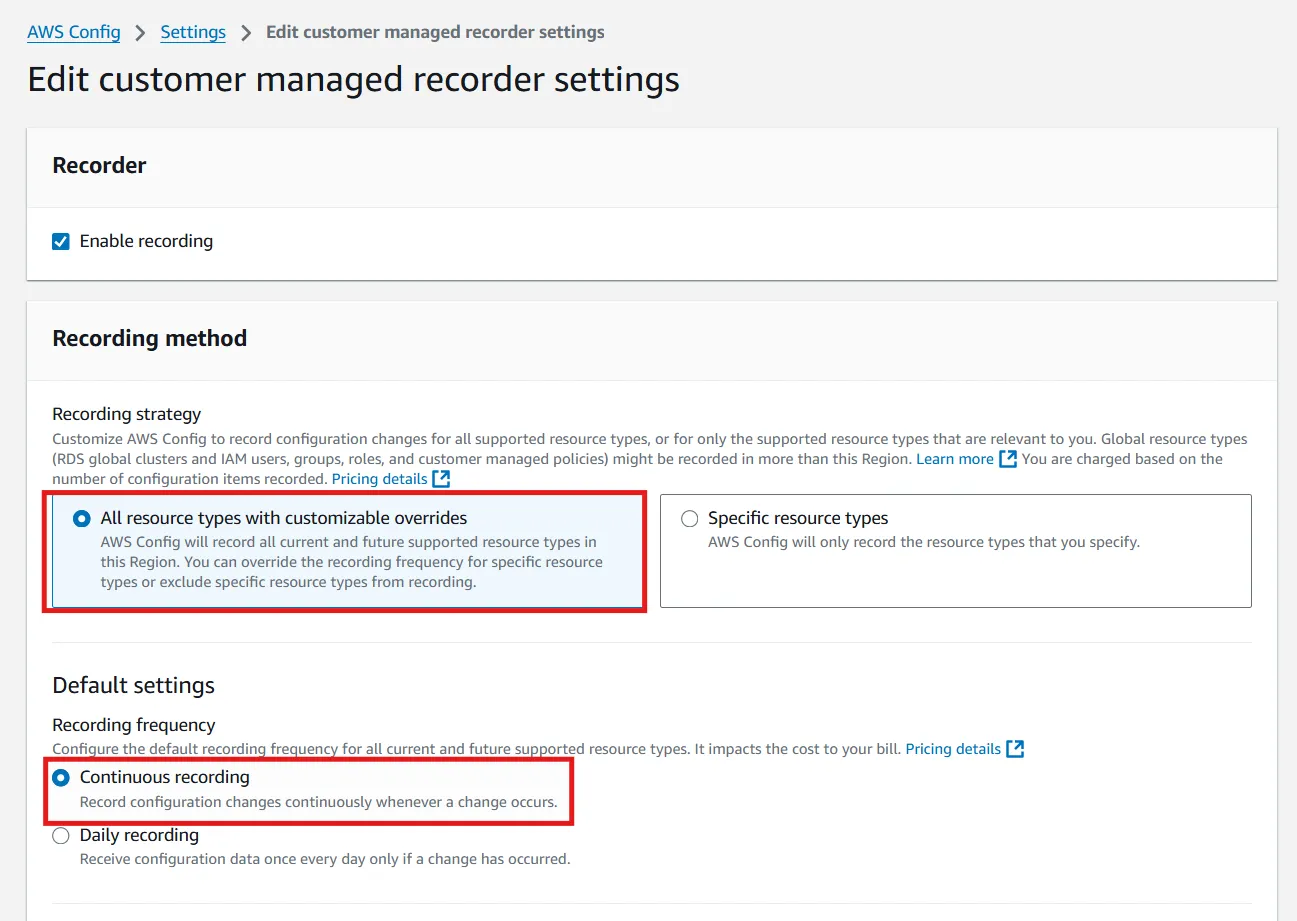 AWS Config > Settings > Edit customer managed recorder settings
Edit customer managed recorder settings
Recorder
Enable recording
Recording method
Recording strategy
Customize AWS Config to record configuration changes for all supported resource types, or for only the supported resource types that are relevant to you. Global resource types
(RDS global clusters and IAM users, groups, roles, and customer managed policies) might be recorded in more than this Region. Learn more You are charged based on the
number of configuration items recorded. Pricing details
All resource types with customizable overrides
AWS Config will record all current and future supported resource types in
this Region. You can override the recording frequency for specific resource
types or exclude specific resource types from recording.
Specific resource types
AWS Config will only record the resource types that you specify.
Default settings
Recording frequency
Configure the default recording frequency for all current and future supported resource types. It impacts the cost to your bill. Pricing details
Continuous recording
Record configuration changes continuously whenever a change occurs.
Daily recording
Receive configuration data once every day only if a change has occurred.